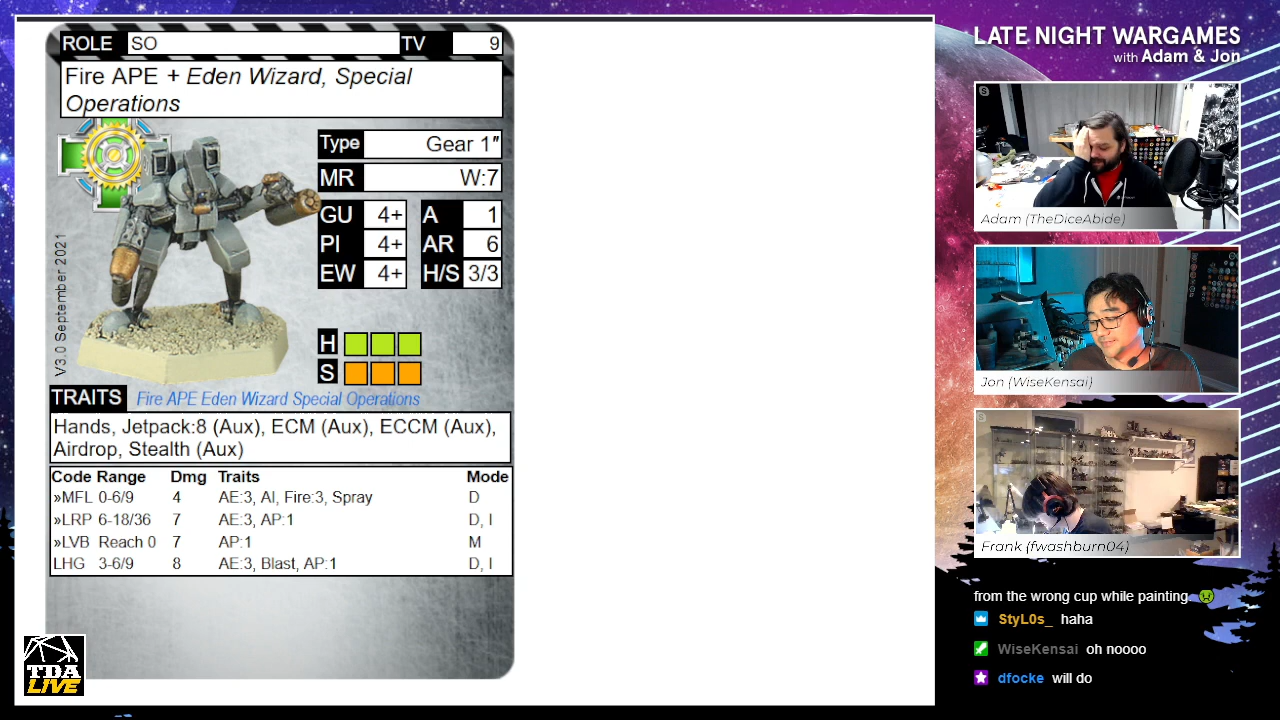 ROLE SO TV 9
Fire APE + Eden Wizard, Special
Operations
Type Gear 1"
MR W:7
GU 4+ A 1
PI 4+ AR 6
EW 4+ H/S 3/3
H
S
V3.0 September 2021
TRAITS Fire APE Eden Wizard Special Operations
Hands, Jetpack:8 (Aux), ECM (Aux), ECCM (Aux),
Airdrop, Stealth (Aux)
Code Range Dmg Traits Mode
»MFL 0-6/9 4 AE:3, AI, Fire:3, Spray D
»LRP 6-18/36 7 AE:3, AP:1 D, I
»LVB Reach 0 7 AP:1 M
LHG 3-6/9 8 AE:3, Blast, AP:1 D, I
TDA
LIVE
LATE NIGHT WARGAMES
with Adam & Jon
Adam (TheDiceAbide)
Jon (WiseKensai)
Frank (fwashburn04)
from the wrong cup while painting
StyL0s_ haha
WiseKensai oh noooo
dfocke will do